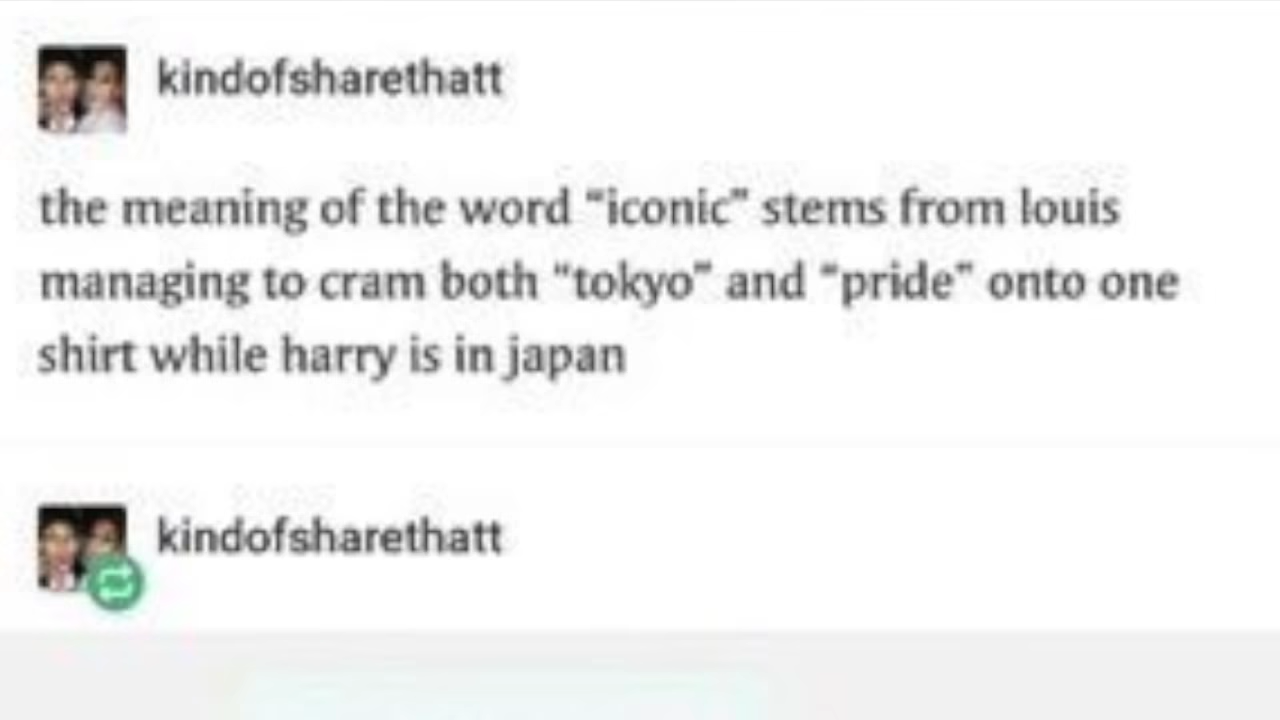 kindofsharethatt
the meaning of the word “iconic” stems from louis
managing to cram both “tokyo” and “pride” onto one
shirt while harry is in japan
kindofsharethatt